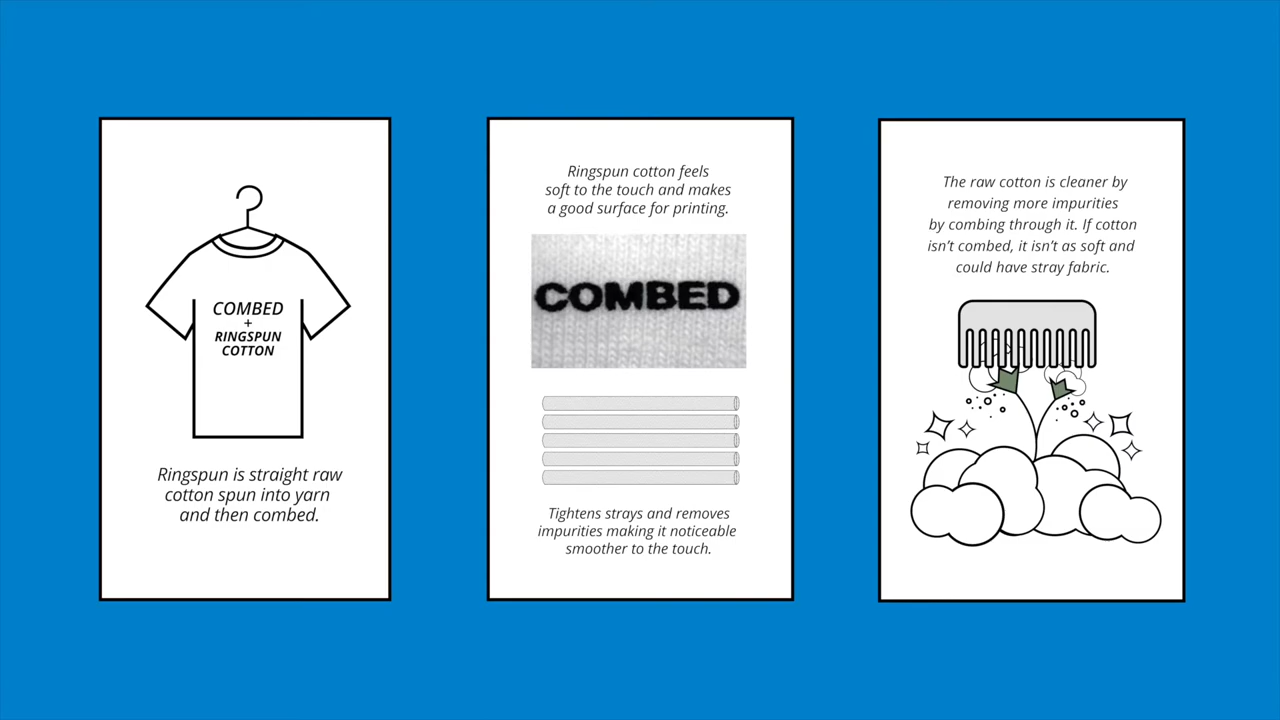 COMBED
+
RINGSPUN
COTTON
Ringspun is straight raw
cotton spun into yarn
and then combed.
Ringspun cotton feels
soft to the touch and makes
a good surface for printing.
COMBED
Tightens strays and removes
impurities making it noticeable
smoother to the touch.
The raw cotton is cleaner by
removing more impurities
by combing through it. If cotton
isn't combed, it isn't as soft and
could have stray fabric.